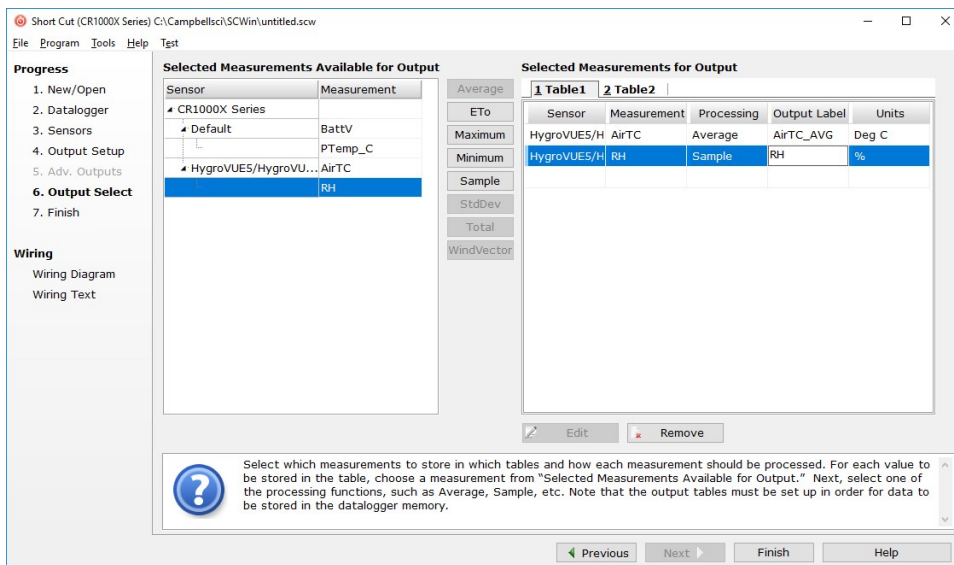 Short Cut (CR1000X Series) C:\Campbellsci\SCWin\untitled.scw
File Program Tools Help Test
Progress
1. New/Open
2. Datalogger
3. Sensors
4. Output Setup
5. Adv. Outputs
6. Output Select
7. Finish
Wiring
Wiring Diagram
Wiring Text
Selected Measurements Available for Output
Sensor Measurement
CR1000X Series
Default BattV
PTemp_C
HygroVUE5/HygroVU... AirTC
RH
Average
ETo
Maximum
Minimum
Sample
StdDev
Total
WindVector
Selected Measurements for Output
1 Table1 2 Table2
Sensor Measurement Processing Output Label Units
HygroVUE5/H AirTC Average AirTC_AVG Deg C
HygroVUE5/H RH Sample RH %
Edit Remove
Select which measurements to store in which tables and how each measurement should be processed. For each value to
be stored in the table, choose a measurement from “Selected Measurements Available for Output.” Next, select one of
the processing functions, such as Average, Sample, etc. Note that the output tables must be set up in order for data to
be stored in the datalogger memory.
Previous Next Finish Help